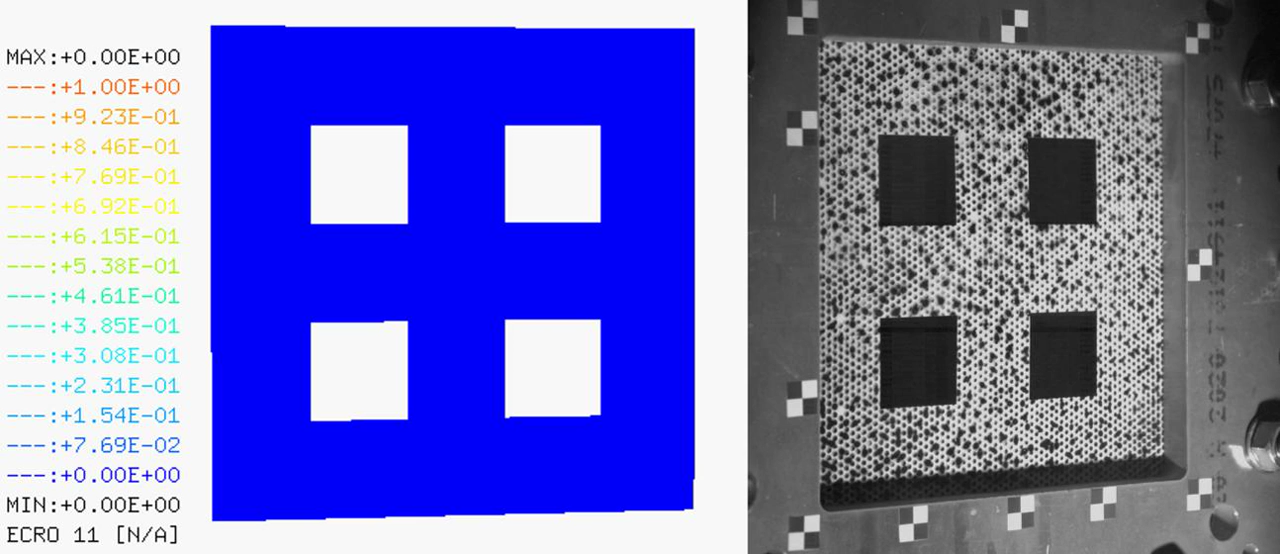 MAX:+0.00E+00
---:+1.00E+00
---:+9.23E-01
---:+8.46E-01
---:+7.69E-01
---:+6.92E-01
---:+6.15E-01
---:+5.38E-01
---:+4.61E-01
---:+3.85E-01
---:+3.08E-01
---:+2.31E-01
---:+1.54E-01
---:+7.69E-02
---:+0.00E+00
MIN:+0.00E+00
ECRO 11 [N/A]